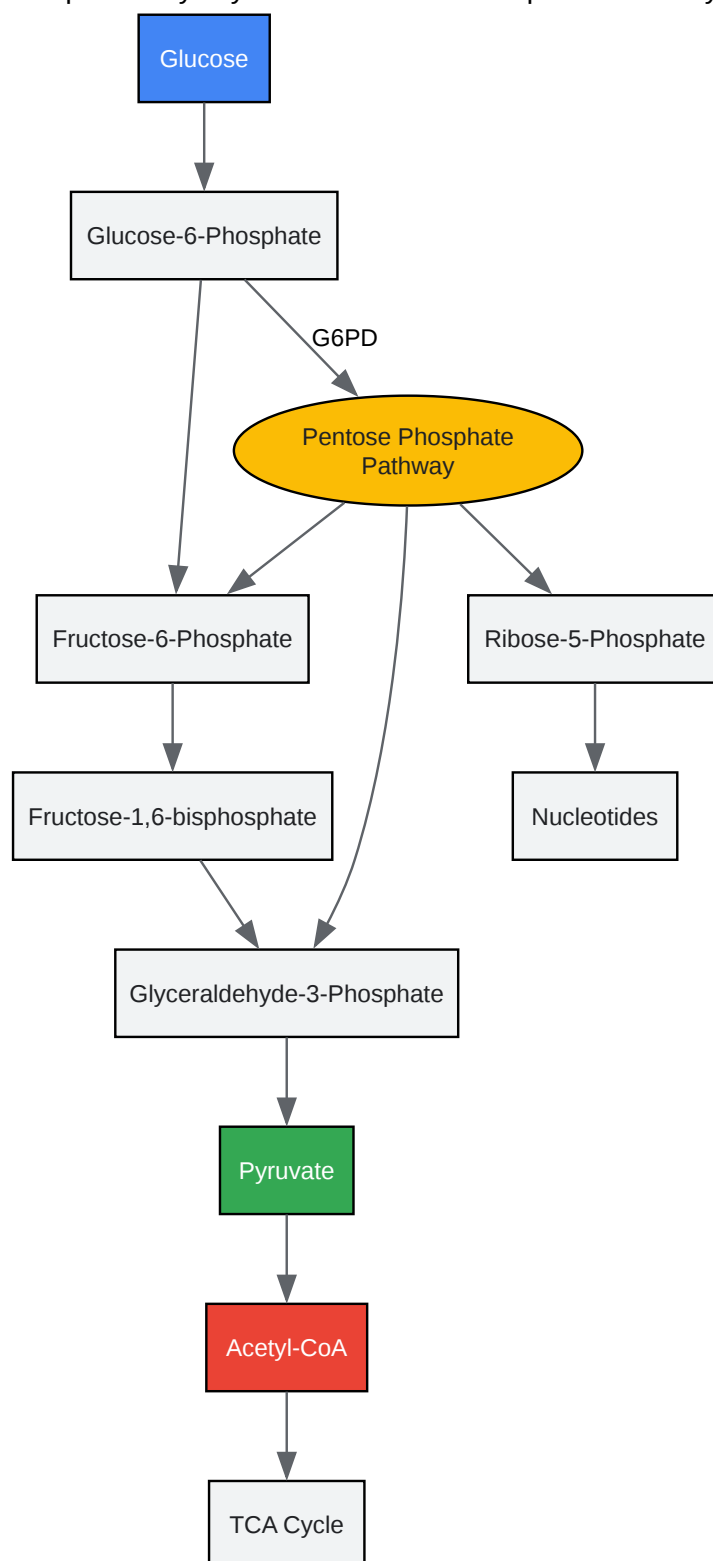 Glucose
Glucose-6-Phosphate
G6PD
Pentose Phosphate
Pathway
Fructose-6-Phosphate
Ribose-5-Phosphate
Fructose-1,6-bisphosphate
Nucleotides
Glyceraldehyde-3-Phosphate
Pyruvate
Acetyl-CoA
TCA Cycle